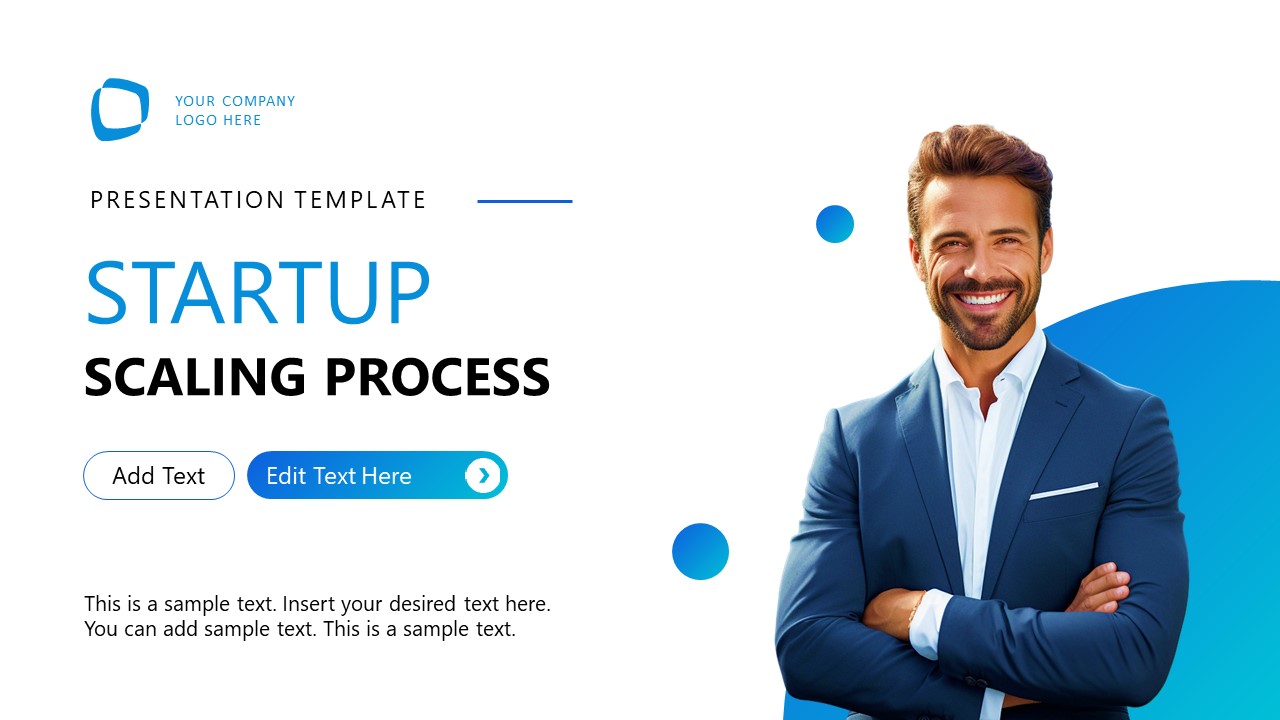 YOUR COMPANY
LOGO HERE
PRESENTATION TEMPLATE
STARTUP
SCALING PROCESS
Add Text
Edit Text Here
This is a sample text. Insert your desired text here.
You can add sample text. This is a sample text.